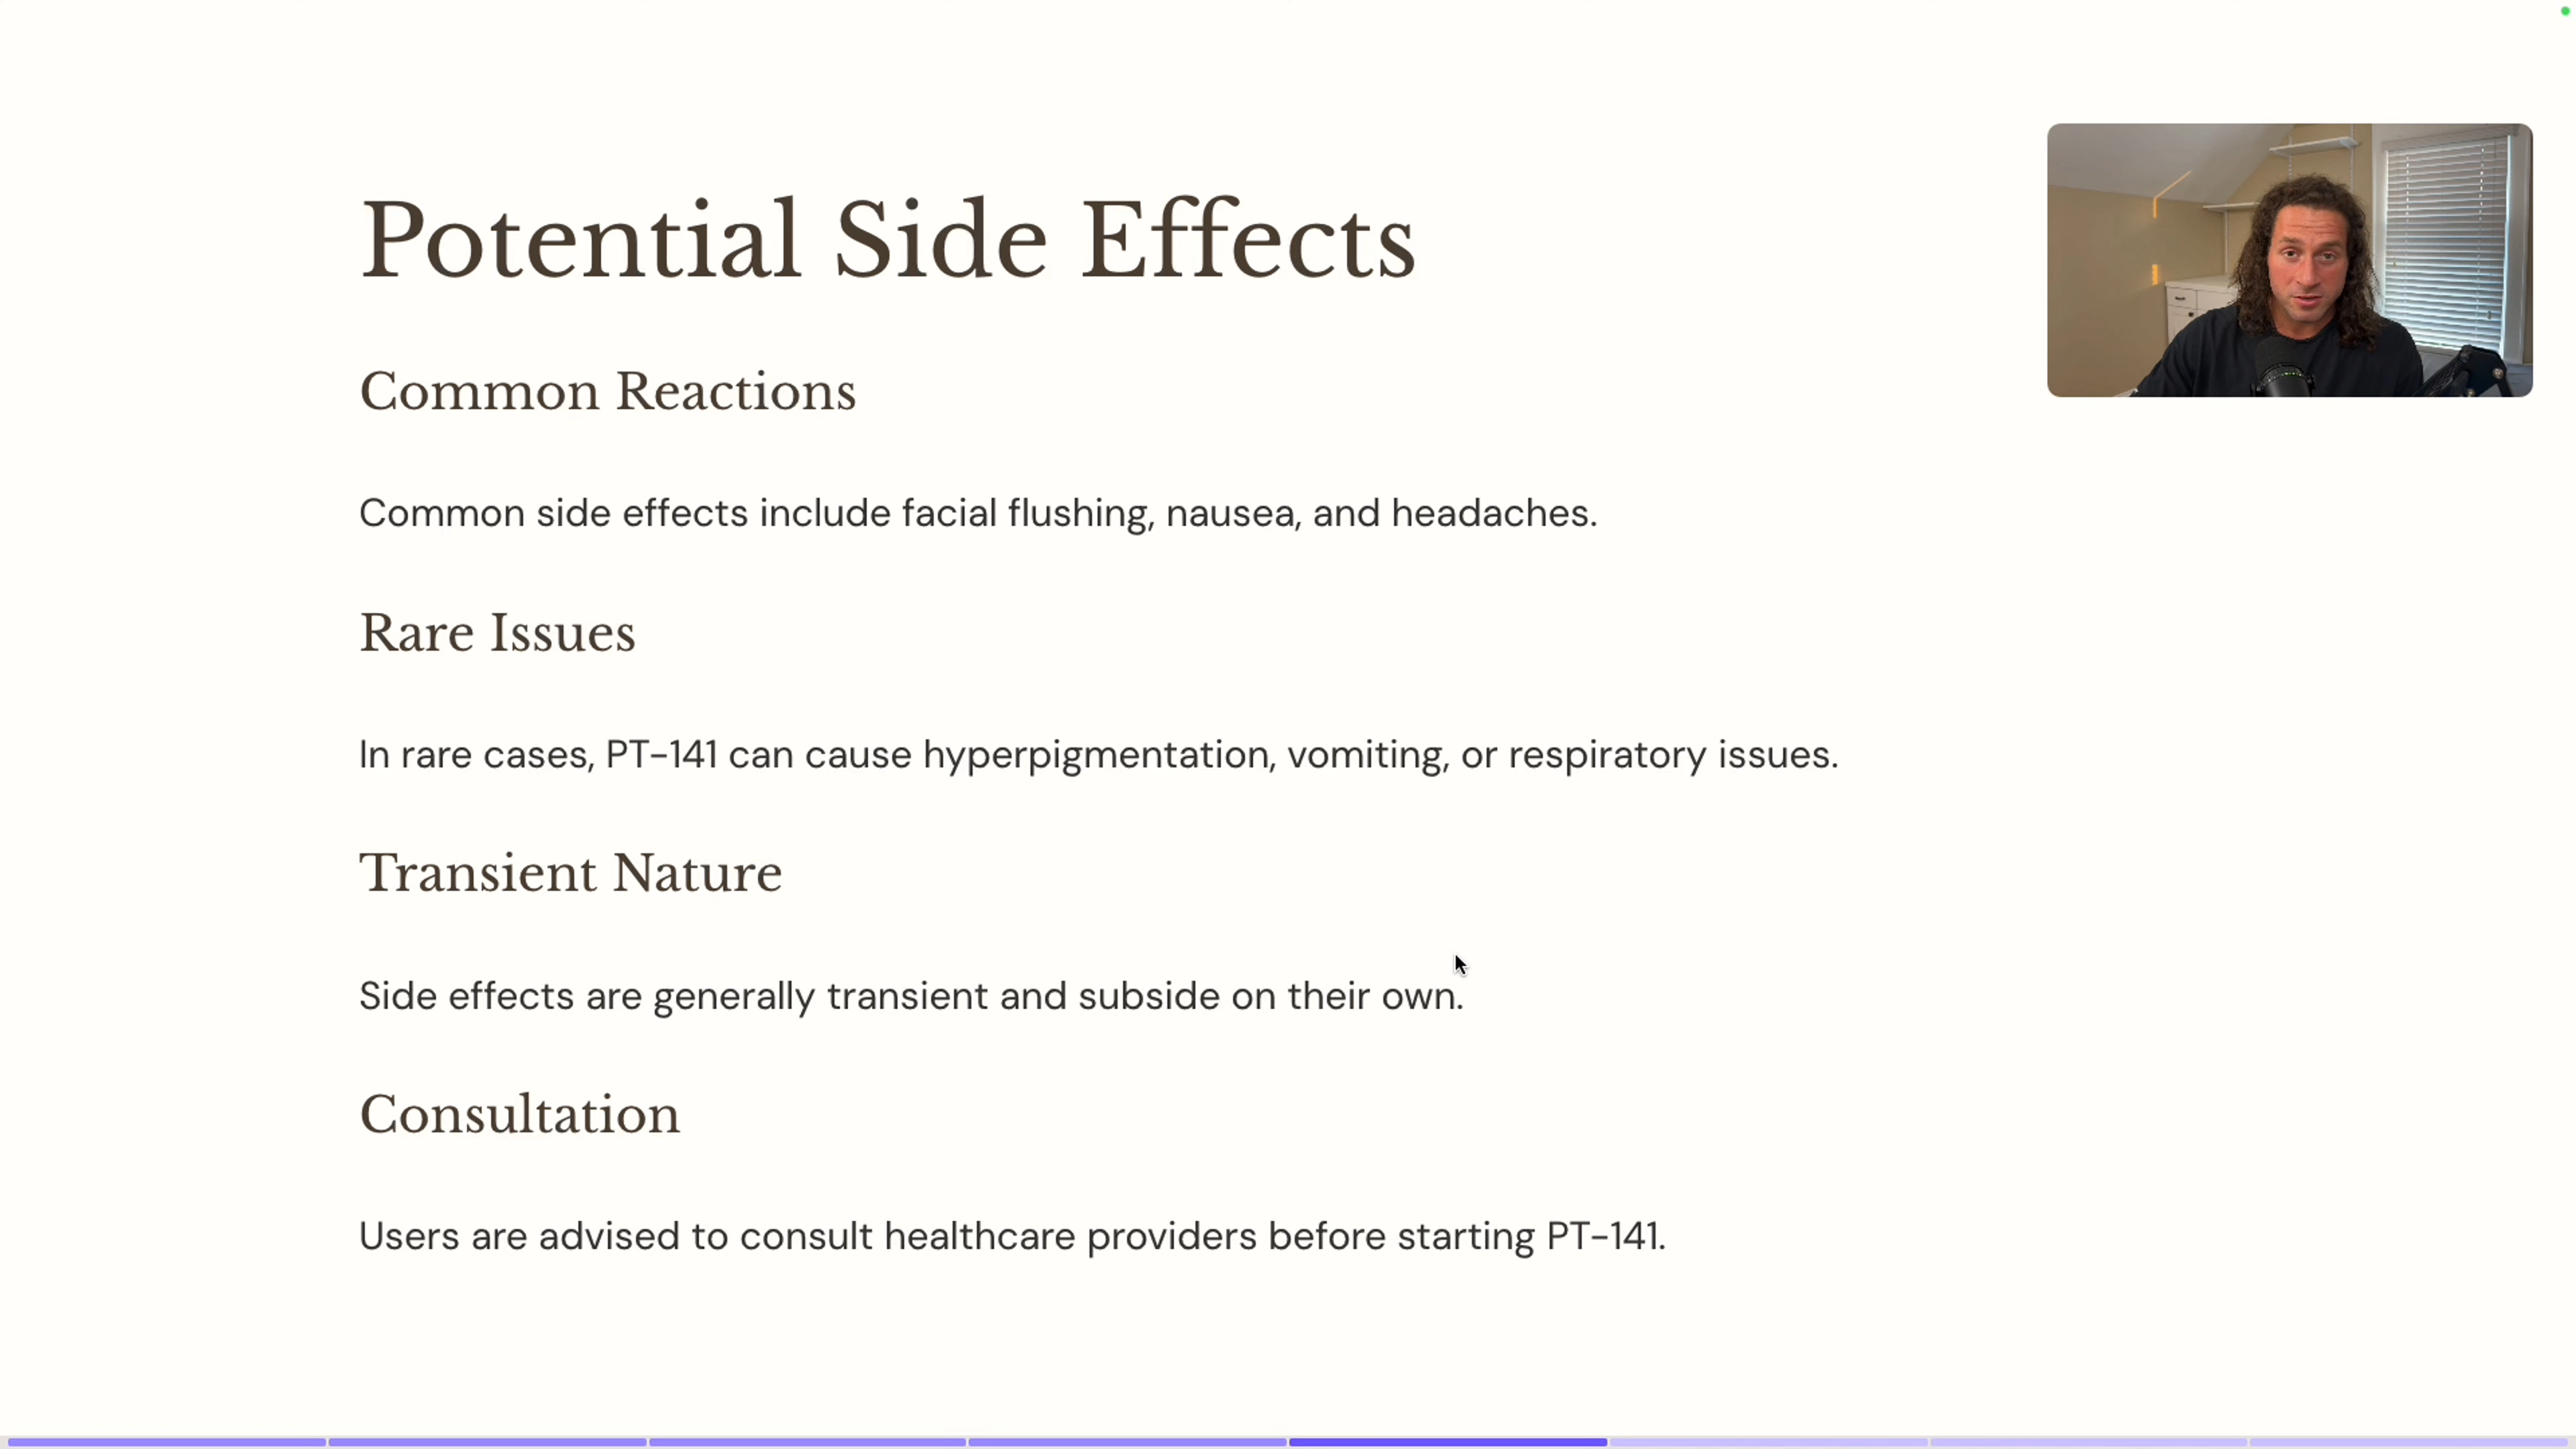 Potential Side Effects
Common Reactions
Common side effects include facial flushing, nausea, and headaches.
Rare Issues
In rare cases, PT-141 can cause hyperpigmentation, vomiting, or respiratory issues.
Transient Nature
Side effects are generally transient and subside on their own.
Consultation
Users are advised to consult healthcare providers before starting PT-141.